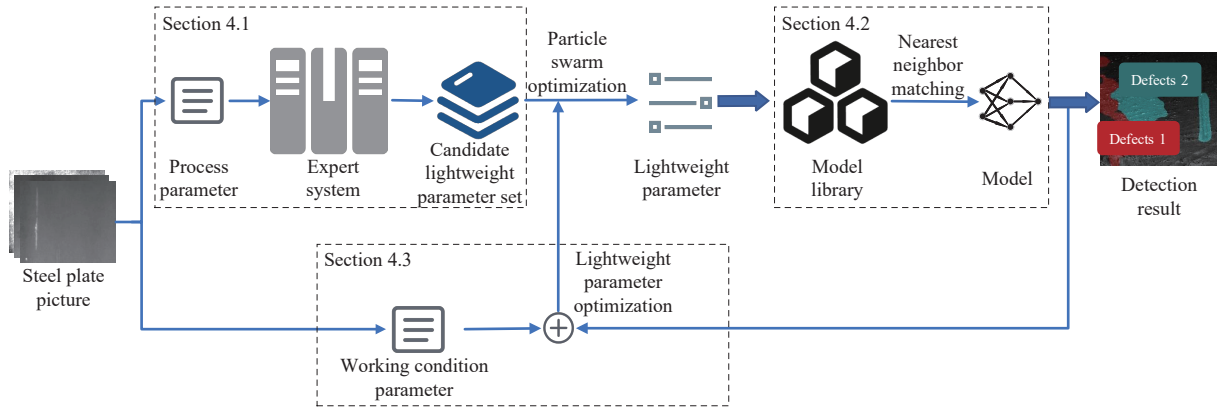 Section 4.1
Particle
swarm
optimization
Section 4.2
Nearest
neighbor
matching
Defects 2
Defects 1
Process
parameter
Expert
system
Candidate
lightweight
parameter set
Lightweight
parameter
Model
library
Model
Detection
result
Steel plate
picture
Section 4.3
Lightweight
parameter
optimization
Working condition
parameter